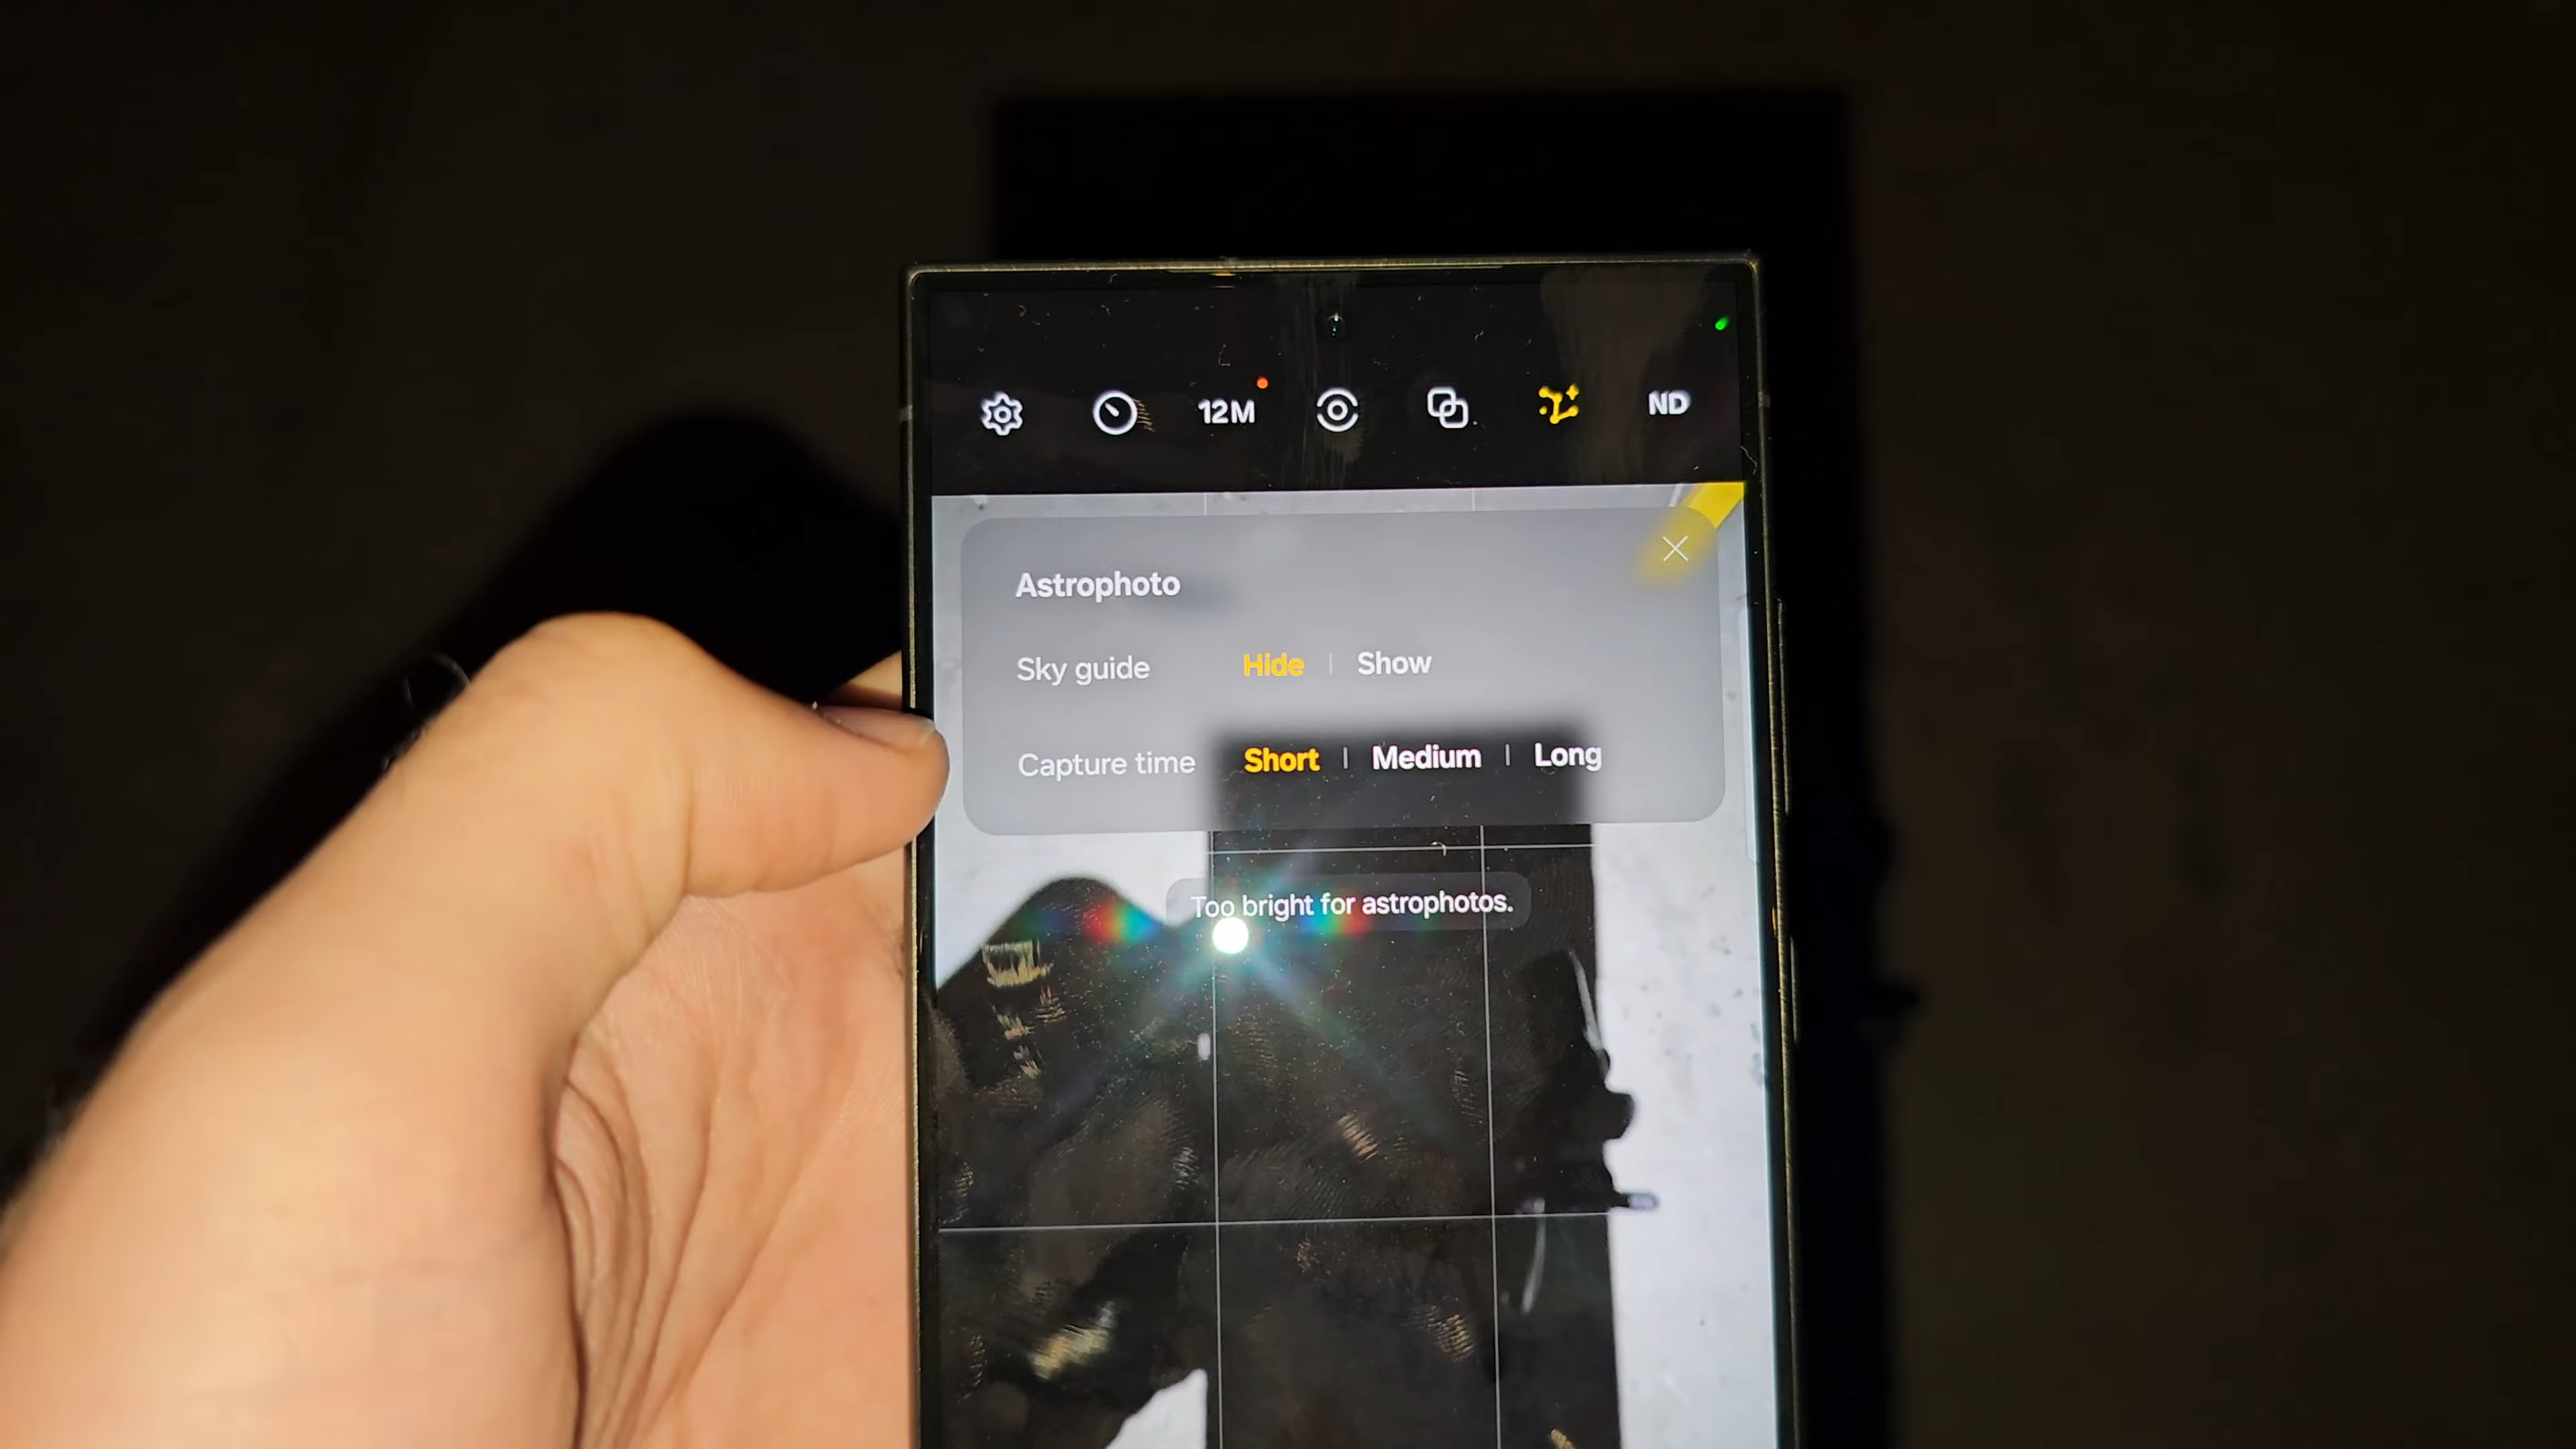 12M ND
Astrophoto
Sky guide Hide | Show
Capture time Short | Medium | Long
Too bright for astrophotos.